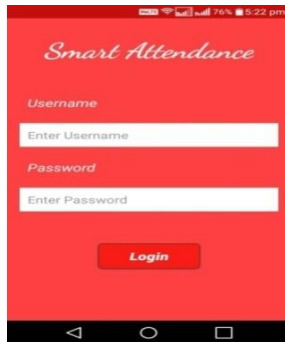 76% 5:22 pm
Smart Attendance
Username
Enter Username
Password
Enter Password
Login